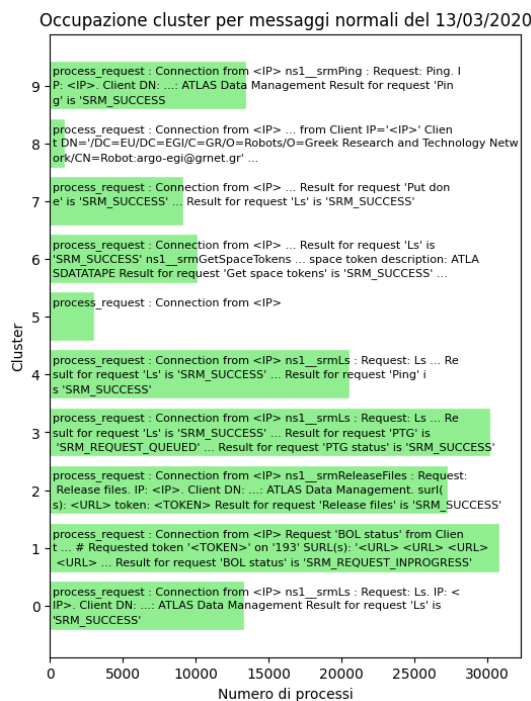 Occupazione cluster per messaggi normali del 13/03/2020
9
process_request : Connection from <IP> ns1__srmPing : Request: Ping. I
P: <IP>. Client DN: ...: ATLAS Data Management Result for request 'Pin
g' is 'SRM_SUCCESS
8
process_request : Connection from <IP> ... from Client IP='<IP>' Clien
t DN='/DC=EU/DC=EGI/C=GR/O=Robots/O=Greek Research and Technology Netw
ork/CN=Robot:argo-egi@grnet.gr' ...
7
process_request : Connection from <IP> ... Result for request 'Put don
e' is 'SRM_SUCCESS' ... Result for request 'Ls' is 'SRM_SUCCESS'
6
process_request : Connection from <IP> ... Result for request 'Ls' is
'SRM_SUCCESS' ns1__srmGetSpaceTokens ... space token description: ATLA
SDATATAPE Result for request 'Get space tokens' is 'SRM_SUCCESS' ...
5
process_request : Connection from <IP>
Cluster
4
process_request : Connection from <IP> ns1__srmLs : Request: Ls ... Re
sult for request 'Ls' is 'SRM_SUCCESS' ... Result for request 'Ping' i
s 'SRM_SUCCESS'
3
process_request : Connection from <IP> ns1__srmLs : Request: Ls ... Re
sult for request 'Ls' is 'SRM_SUCCESS' ... Result for request 'PTG' is
'SRM_REQUEST_QUEUED' ... Result for request 'PTG status' is 'SRM_SUCCESS'
2
process_request : Connection from <IP> ns1__srmReleaseFiles : Request:
Release files. IP: <IP>. Client DN: ...: ATLAS Data Management. surl(
s): <URL> token: <TOKEN> Result for request 'Release files' is 'SRM_SUCCESS'
1
process_request : Connection from <IP> Request 'BOL status' from Clien
t ... # Requested token '<TOKEN>' on '193' SURL(s): '<URL> <URL> <URL>
<URL> ... Result for request 'BOL status' is 'SRM_REQUEST_INPROGRESS'
0
process_request : Connection from <IP> ns1__srmLs : Request: Ls. IP: <
IP>. Client DN: ...: ATLAS Data Management Result for request 'Ls' is
'SRM_SUCCESS'
0 5000 10000 15000 20000 25000 30000
Numero di processi